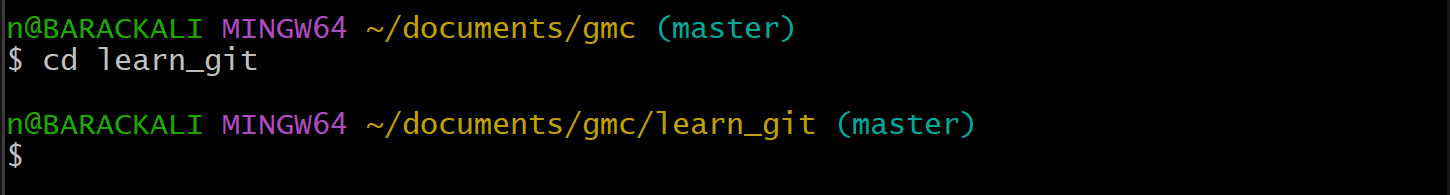 n@BARACKALI MINGW64 ~/documents/gmc (master)
$ cd learn_git
n@BARACKALI MINGW64 ~/documents/gmc/learn_git (master)
$